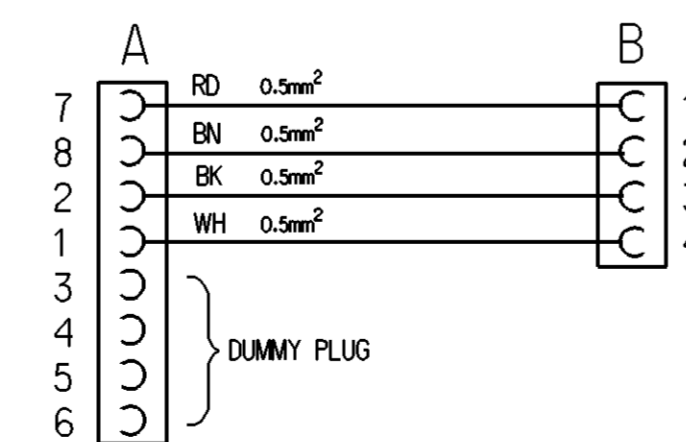 A B
7 RD 0.5mm²
8 BN 0.5mm²
2 BK 0.5mm²
1 WH 0.5mm²
3
4
DUMMY PLUG
5
6